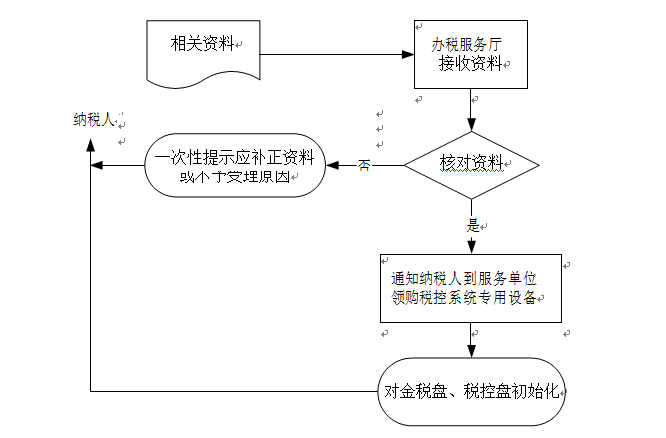 相关资料
办税服务厅
接收资料
纳税人
一次性提示应补正资料
或不予受理原因
否
核对资料
是
通知纳税人到服务单位
领购税控系统专用设备
对金税盘、税控盘初始化